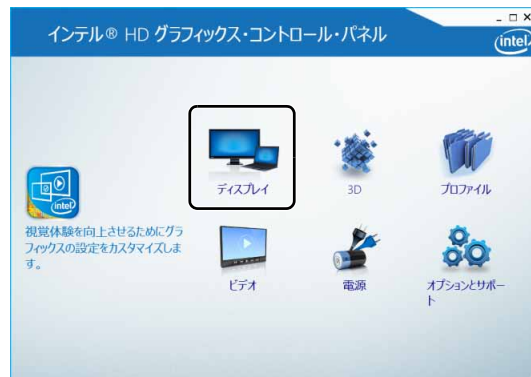 インテル® HD グラフィックス・コントロール・パネル
intel
ディスプレイ
3D
プロファイル
intel
視覚体験を向上させるためにグラ
フィックスの設定をカスタマイズしま
す。
ビデオ
電源
オプションとサポー
ト